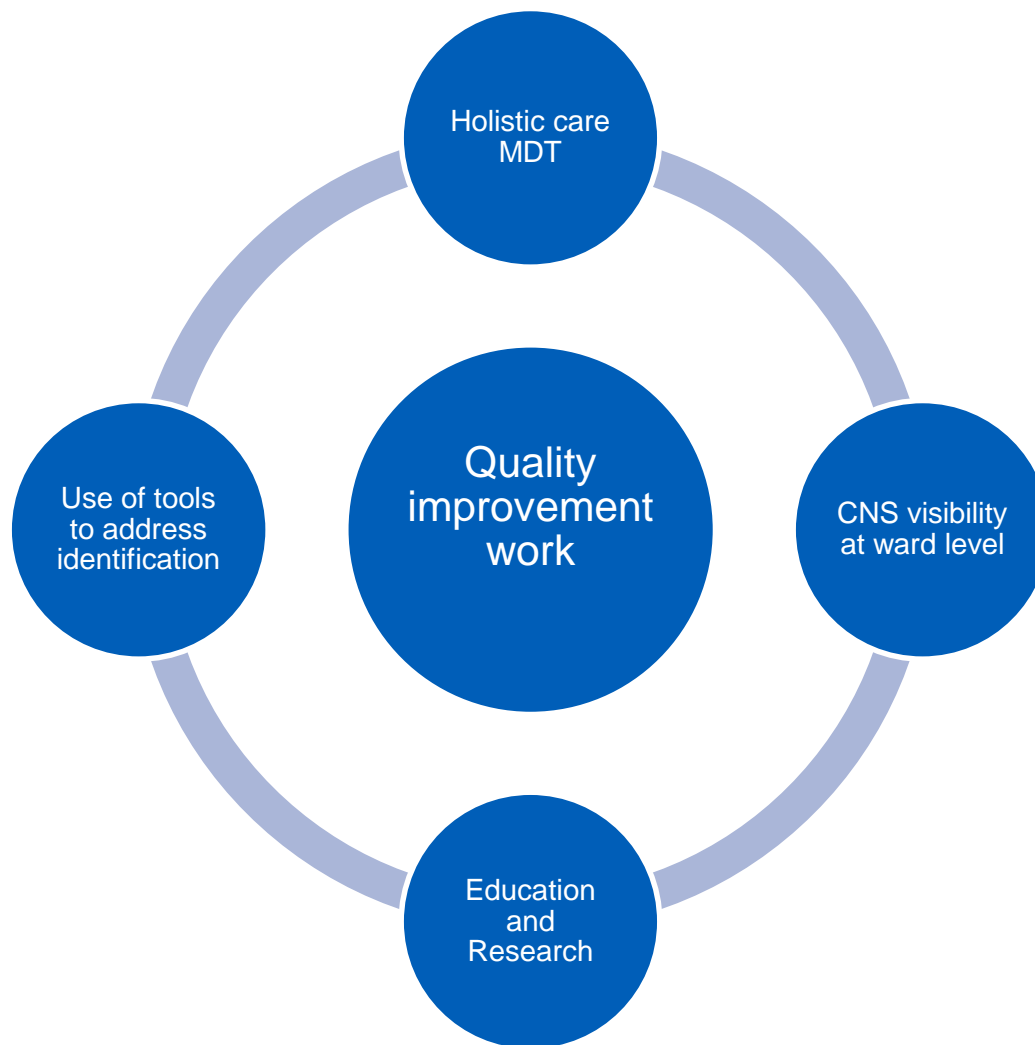 Holistic care
MDT
Quality
improvement
work
Use of tools
to address
identification
CNS visibility
at ward level
Education
and
Research